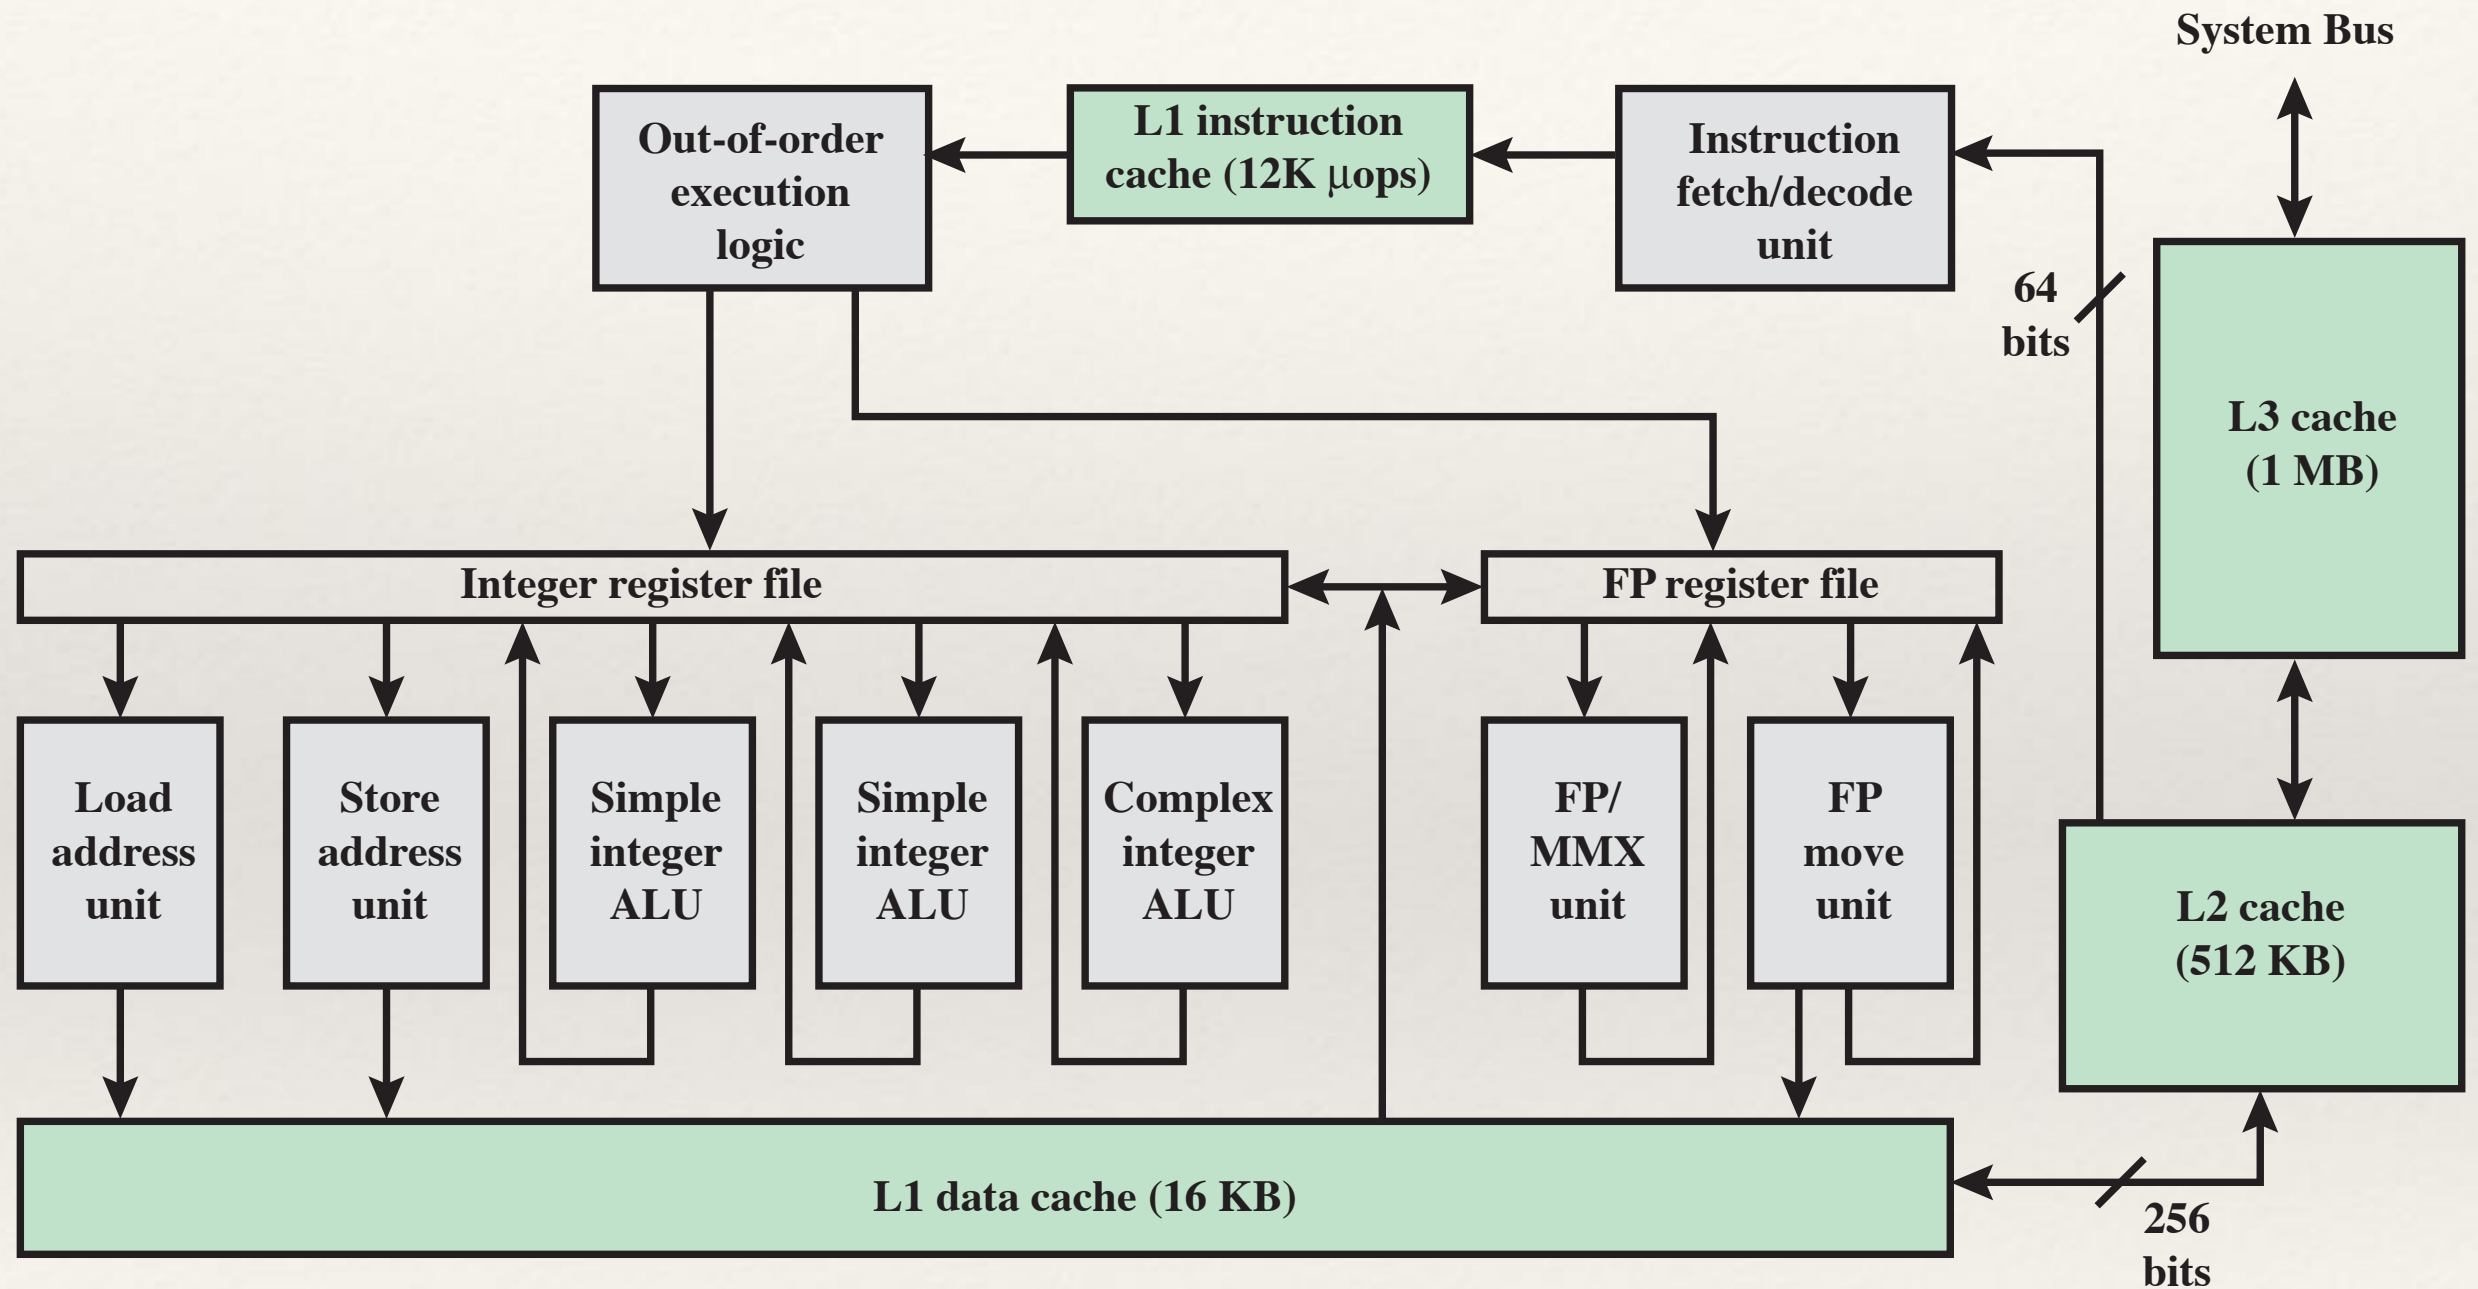 System Bus
Out-of-order
execution
logic
L1 instruction
cache (12K μops)
Instruction
fetch/decode
unit
64
bits
L3 cache
(1 MB)
Integer register file
FP register file
Load
address
unit
Store
address
unit
Simple
integer
ALU
Simple
integer
ALU
Complex
integer
ALU
FP/
MMX
unit
FP
move
unit
L2 cache
(512 KB)
L1 data cache (16 KB)
256
bits